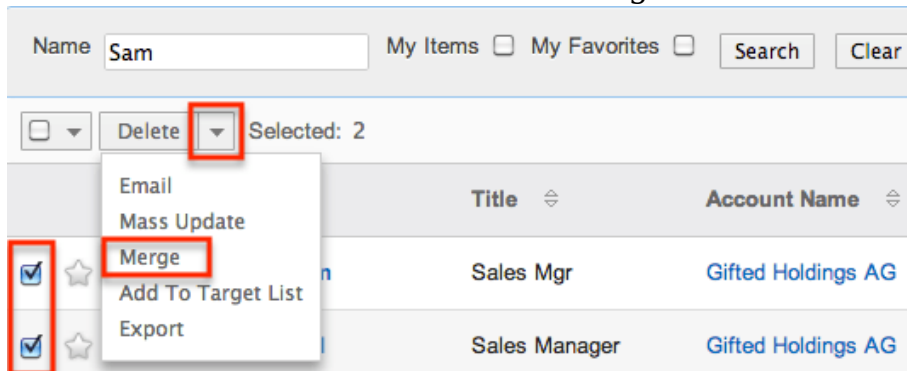 Name Sam My Items My Favorites Search Clear
Delete Selected: 2
Email
Mass Update
Merge
Add To Target List
Export
Title Account Name
Sales Mgr Gifted Holdings AG
Sales Manager Gifted Holdings AG